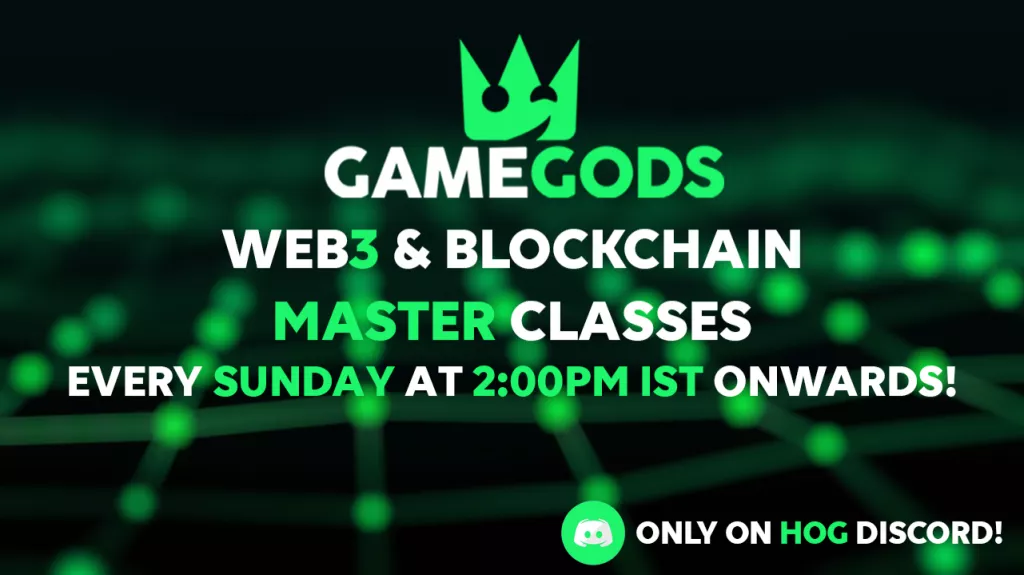 GAMEGODS
WEB3 & BLOCKCHAIN
MASTER CLASSES
EVERY SUNDAY AT 2:00PM IST ONWARDS!
ONLY ON HOG DISCORD!